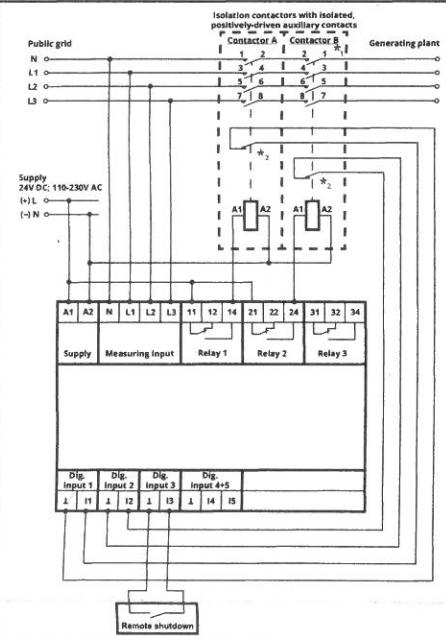 Isolation contactors with isolated,
positively-driven auxiliary contacts
Public grid
Contactor A
Contactor B
Generating plant
N
1 2
2 1
*1
L1
3 4
4 3
L2
5 6
6 5
L3
7 8
8 7
*2
*2
Supply
24V DC; 110-230V AC
(+) L
(−) N
A1 A2
A1 A2
A1 A2 N L1 L2 L3 11 12 14 21 22 24 31 32 34
Supply Measuring input Relay 1 Relay 2 Relay 3
Dig. input 1
Dig. input 2
Dig. input 3
Dig. input 4+5
⊥ I1 ⊥ I2 ⊥ I3 ⊥ I4 I5
Remote shutdown